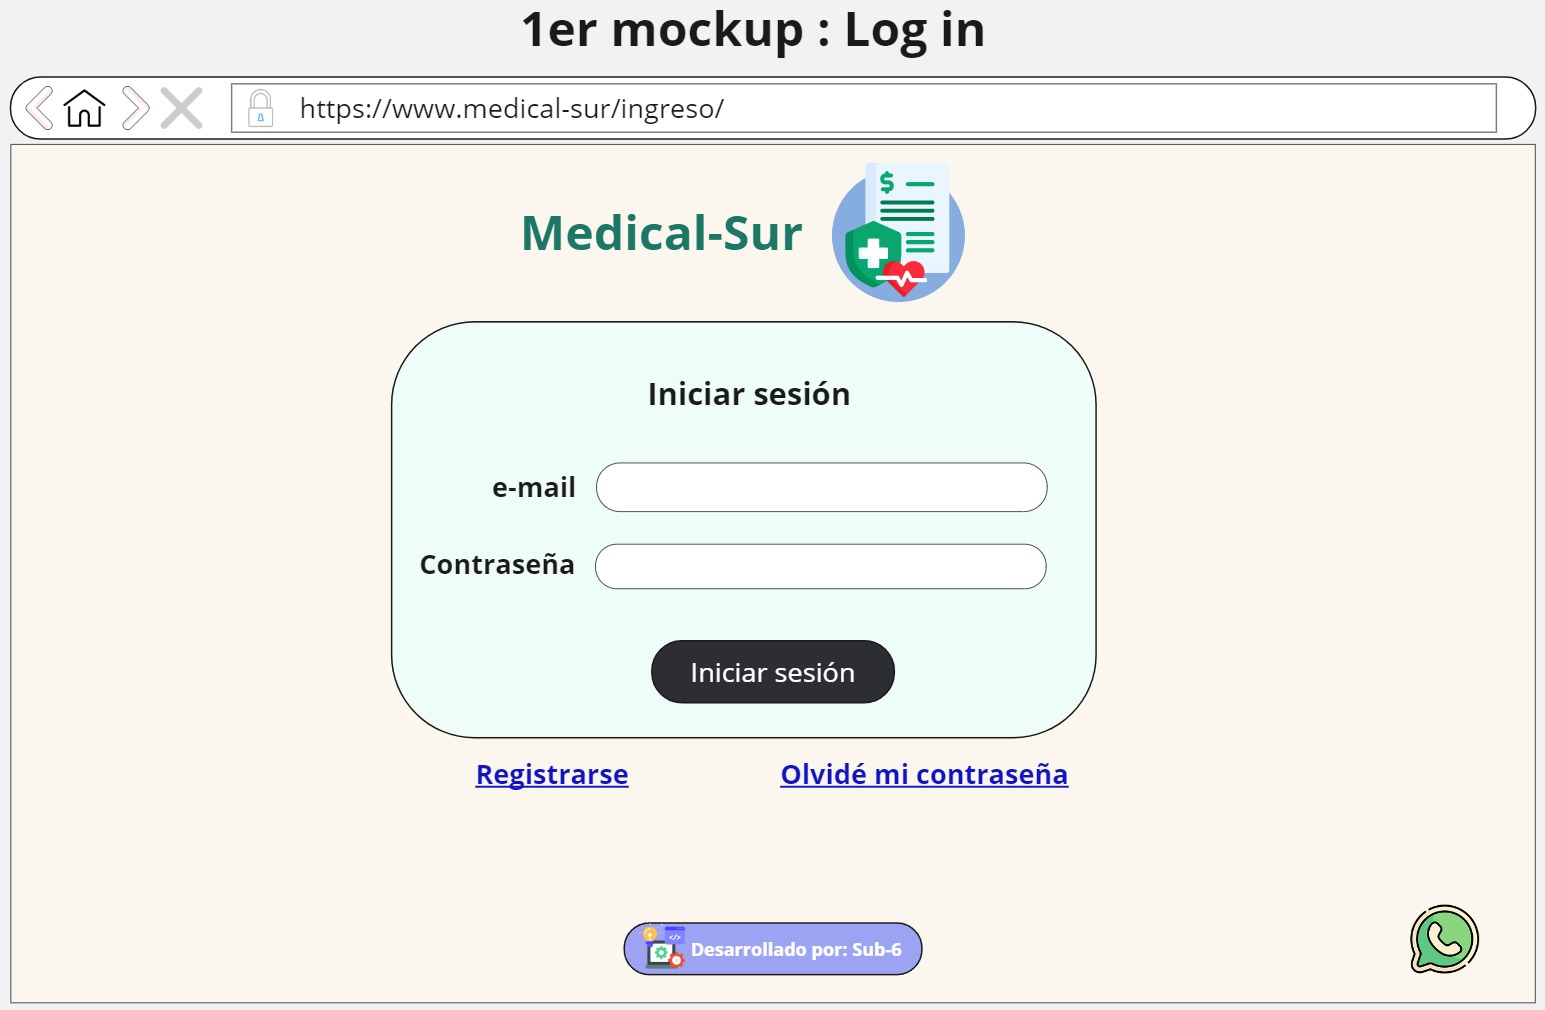 1er mockup : Log in
https://www.medical-sur/ingreso/
Medical-Sur
$
Iniciar sesión
e-mail
Contraseña
Iniciar sesión
Registrarse
Olvidé mi contraseña
</>
Desarrollado por: Sub-6